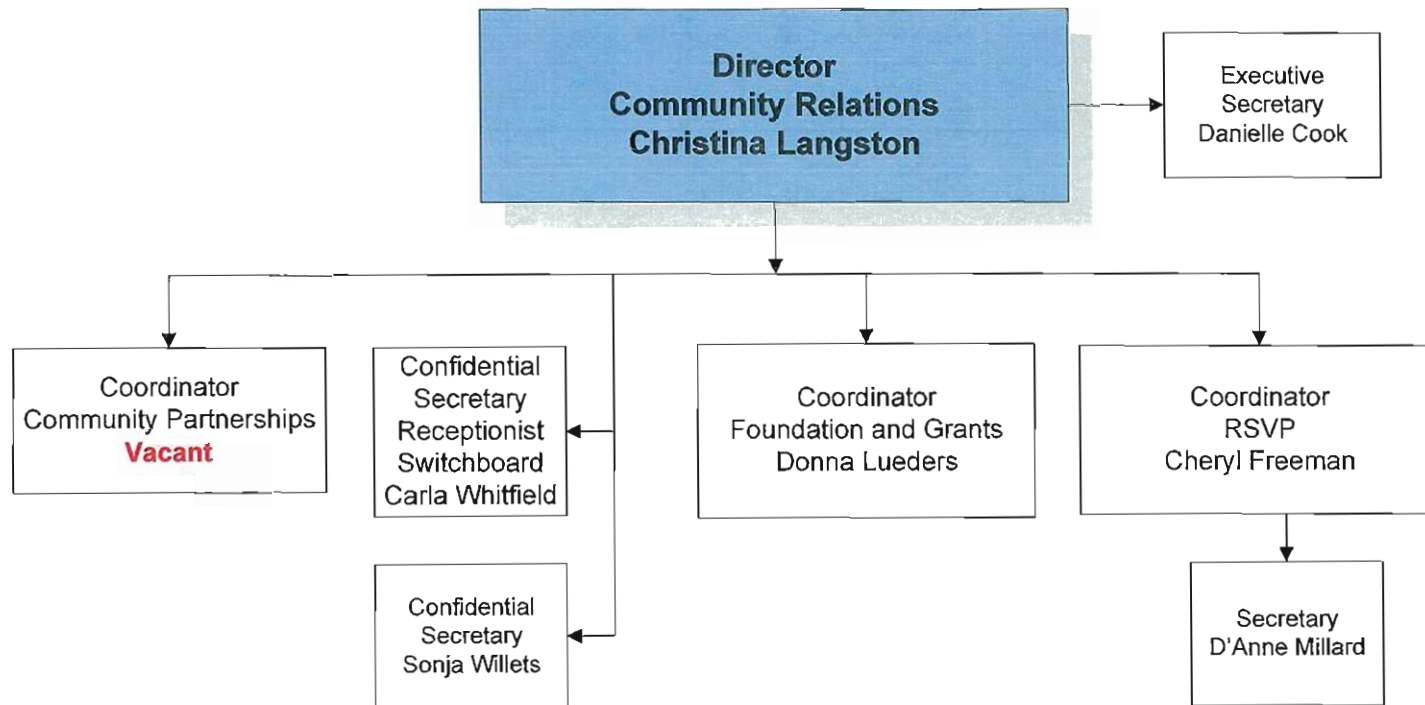 Director
Community Relations
Christina Langston
Executive
Secretary
Danielle Cook
Coordinator
Community Partnerships
Vacant
Confidential
Secretary
Receptionist
Switchboard
Carla Whitfield
Coordinator
Foundation and Grants
Donna Lueders
Coordinator
RSVP
Cheryl Freeman
Confidential
Secretary
Sonja Willets
Secretary
D'Anne Millard